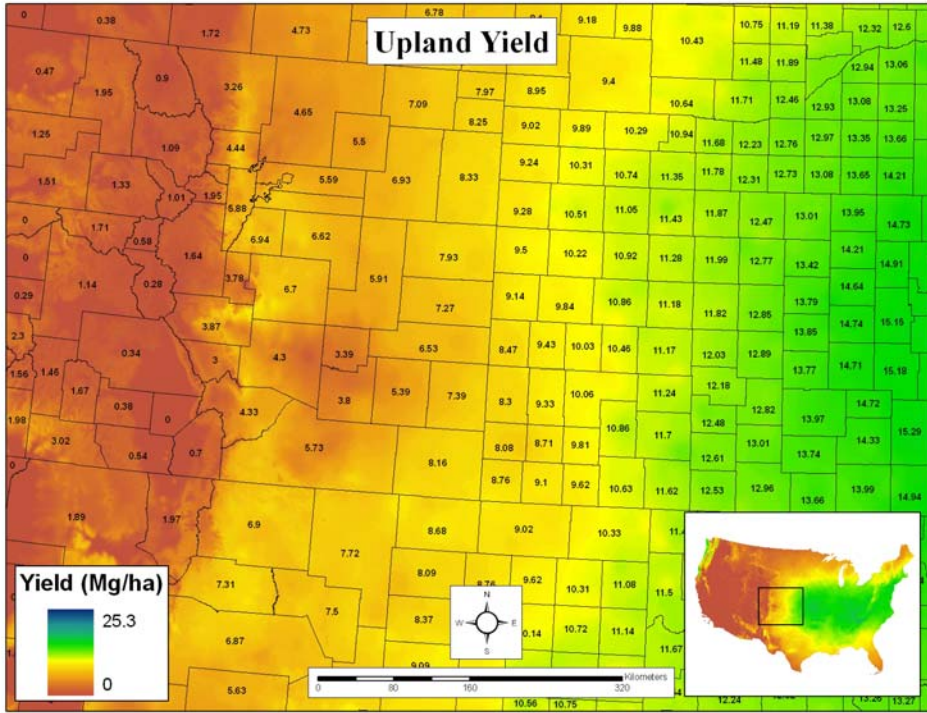 Upland Yield
0 0.38 1.72 4.73 6.78 9.18 9.88 10.43 10.75 11.19 11.38 12.32 12.6
0.47 1.95 0.9 3.26 4.65 7.09 7.97 8.95 9.4 11.48 11.89 12.94 13.06
8.25 10.64 11.71 12.46 12.93 13.08 13.25
1.25 1.09 4.44 5.5 9.02 9.89 10.29 10.94 11.68 12.23 12.76 12.97 13.35 13.66
1.51 1.33 1.01 1.95 5.59 6.93 8.33 9.24 10.31 10.74 11.35 11.78 12.31 12.73 13.08 13.65 14.21
5.88 9.28 10.51 11.05 11.43 11.87 12.47 13.01 13.95 14.73
0 1.71 0.58 1.64 6.94 6.62 7.93 9.5 10.22 10.92 11.28 11.99 12.77 13.42 14.21 14.91
0.29 1.14 0.28 3.78 6.7 5.91 7.27 9.14 9.84 10.86 11.18 11.82 12.85 13.79 14.64 15.15
2.3 3.87 13.85 14.74
1.56 1.46 0.34 3 4.3 3.39 6.53 8.47 9.43 10.03 10.46 11.17 12.03 12.89 13.77 14.71 15.18
1.67 3.8 5.39 7.39 8.3 9.33 10.06 11.24 12.18 14.72
1.98 0.38 0 4.33 10.86 11.7 12.48 12.82 13.97 15.29
3.02 0.54 0.7 5.73 8.16 8.08 8.71 9.81 12.61 13.01 13.74 14.33
0 8.76 9.1 9.62 10.63 11.62 12.53 12.96 13.66 13.99 14.94
1.89 1.97 6.9 7.72 8.68 9.02 10.33
7.31 8.09 8.76 9.62 10.31 11.08 11.5
7.5 8.37 10.72 11.14
6.87 9.09 11.67
5.63 10.56 10.75 12.24 13.26 13.27
Yield (Mg/ha)
25.3
0
N
W E
S
Kilometers
0 80 160 320